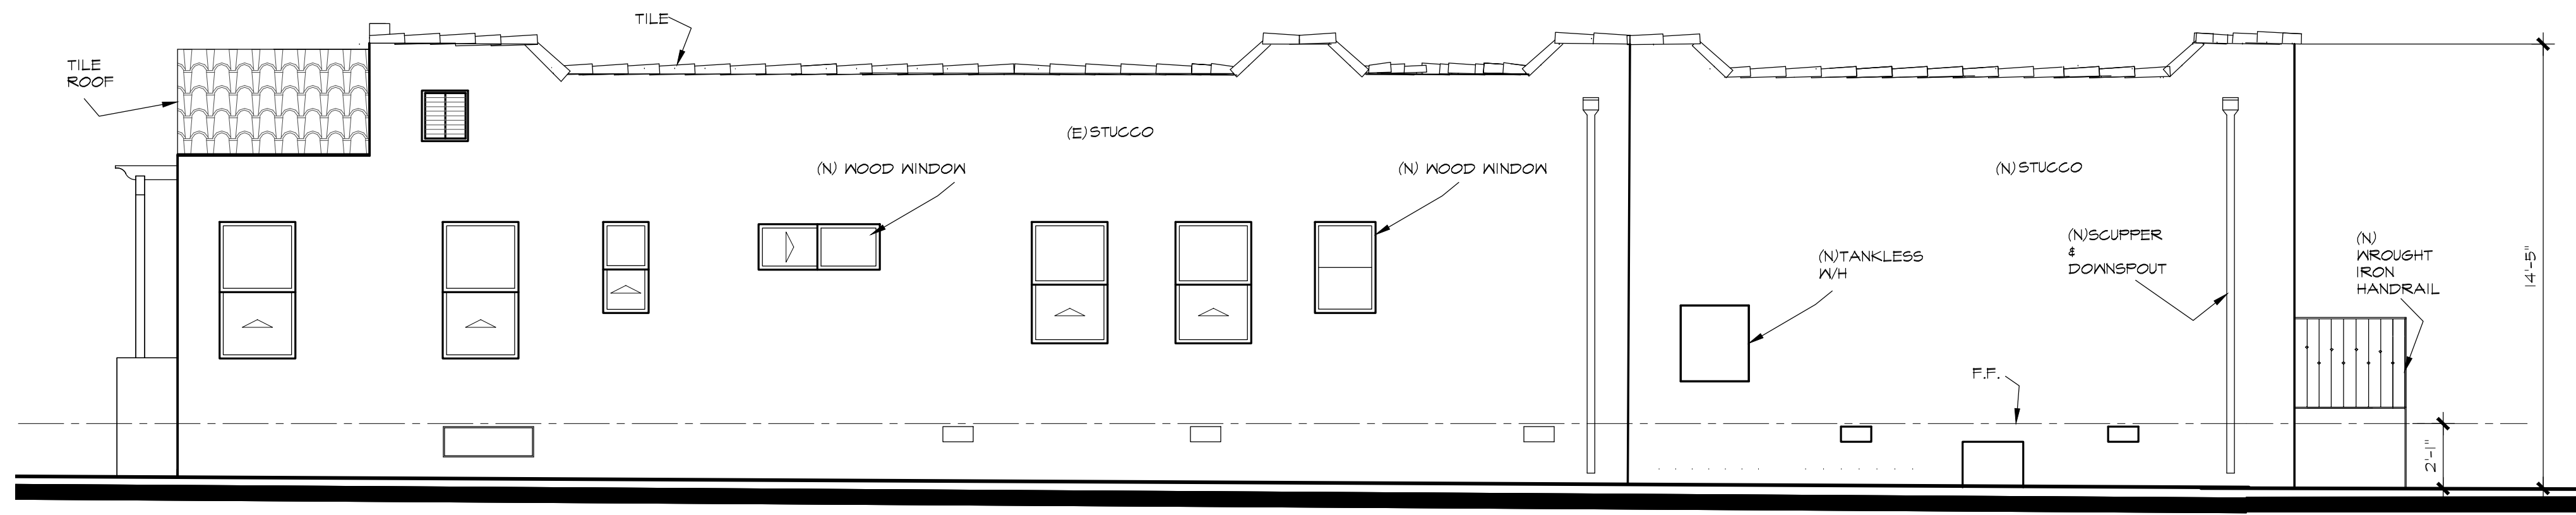 TILE
TILE
ROOF
(E) STUCCO
(N) WOOD WINDOW
(N) WOOD WINDOW
(N) STUCCO
(N)SCUPPER
&
DOWNSPOUT
(N)
WROUGHT
IRON
HANDRAIL
(N)TANKLESS
W/H
14'-5"
F.F.
2'-1"